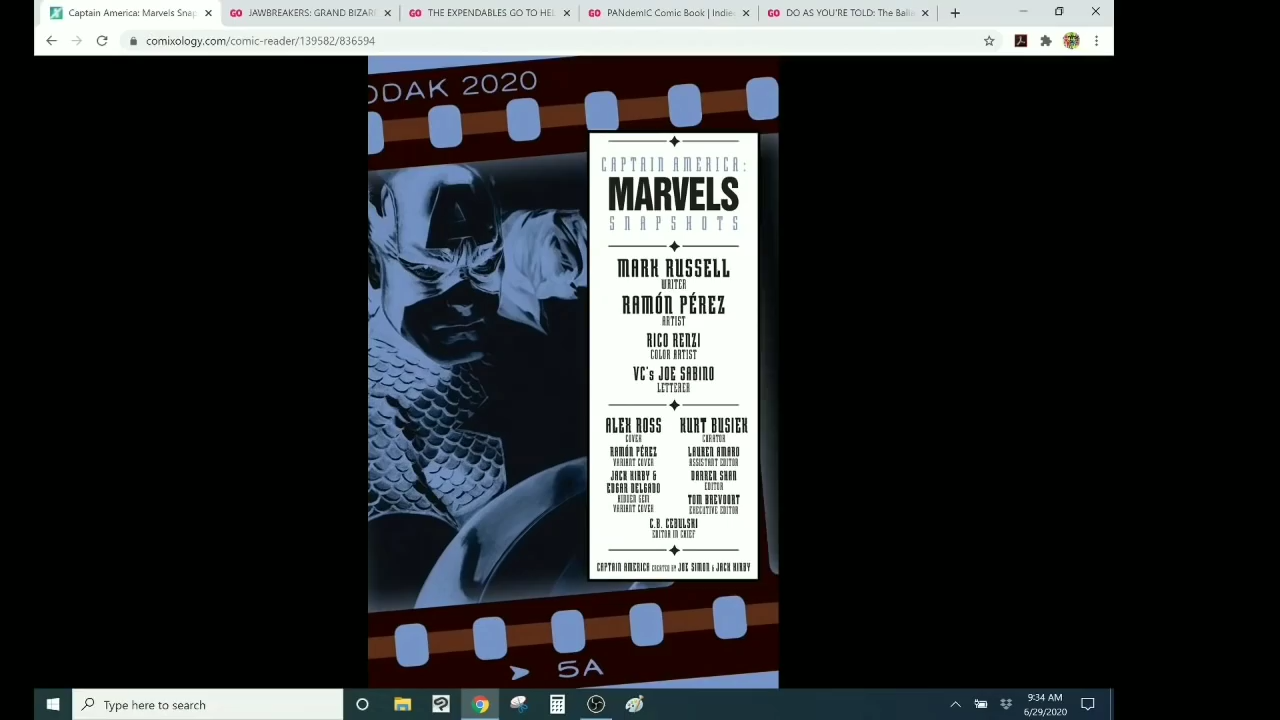 Captain America: Marvels Snap
JAWBREAKERS: GRAND BIZAR
THE EXPENDABLES GO TO HEL
PANdemIC Comic Book | Indie
DO AS YOU'RE TOLD: The Balla
comixology.com/comic-reader/139582/836594
ODAK 2020
CAPTAIN AMERICA:
MARVELS
SNAPSHOTS
MARK RUSSELL
WRITER
RAMÓN PÉREZ
ARTIST
RICO RENZI
COLOR ARTIST
VC's JOE SABINO
LETTERER
ALEX ROSS
COVER
RAMÓN PÉREZ
VARIANT COVER
JACK KIRBY &
EDGAR DELGADO
HIDDEN GEM
VARIANT COVER
KURT BUSIEK
CURATOR
LAUREN AMARO
ASSISTANT EDITOR
DARREN SHAN
EDITOR
TOM BREVOORT
EXECUTIVE EDITOR
C.B. CEBULSKI
EDITOR IN CHIEF
CAPTAIN AMERICA CREATED BY JOE SIMON & JACK KIRBY
5A
Type here to search
9:34 AM
6/29/2020